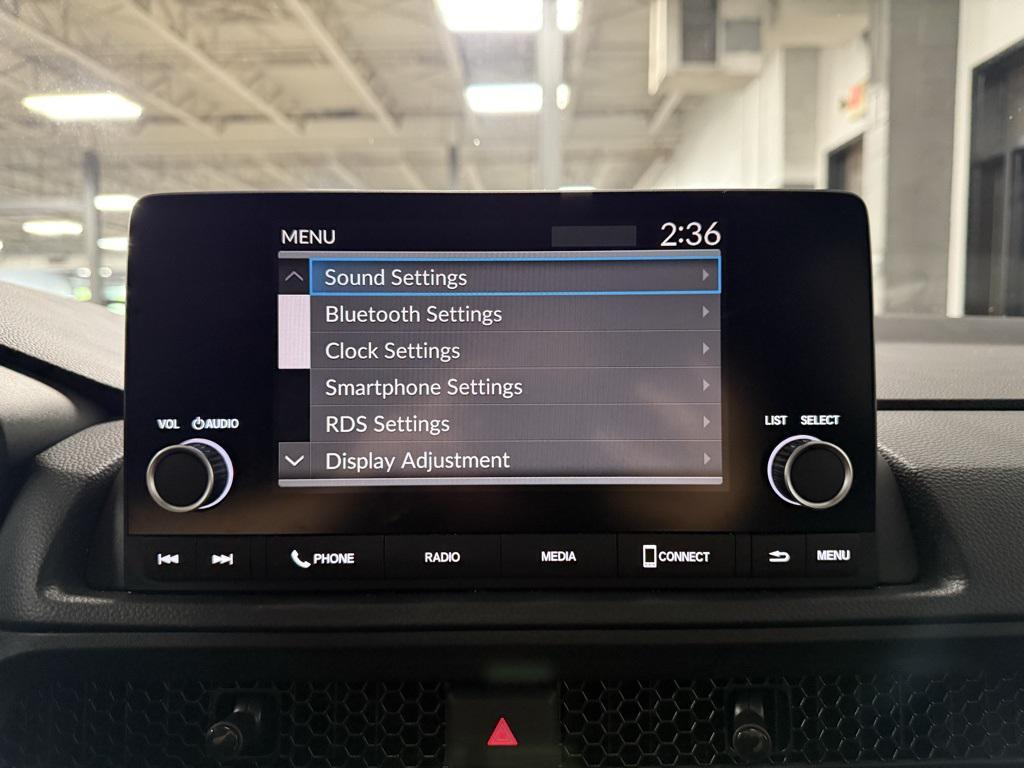 MENU 2:36
Sound Settings
Bluetooth Settings
Clock Settings
Smartphone Settings
RDS Settings
Display Adjustment
VOL AUDIO
LIST SELECT
PHONE RADIO MEDIA CONNECT MENU